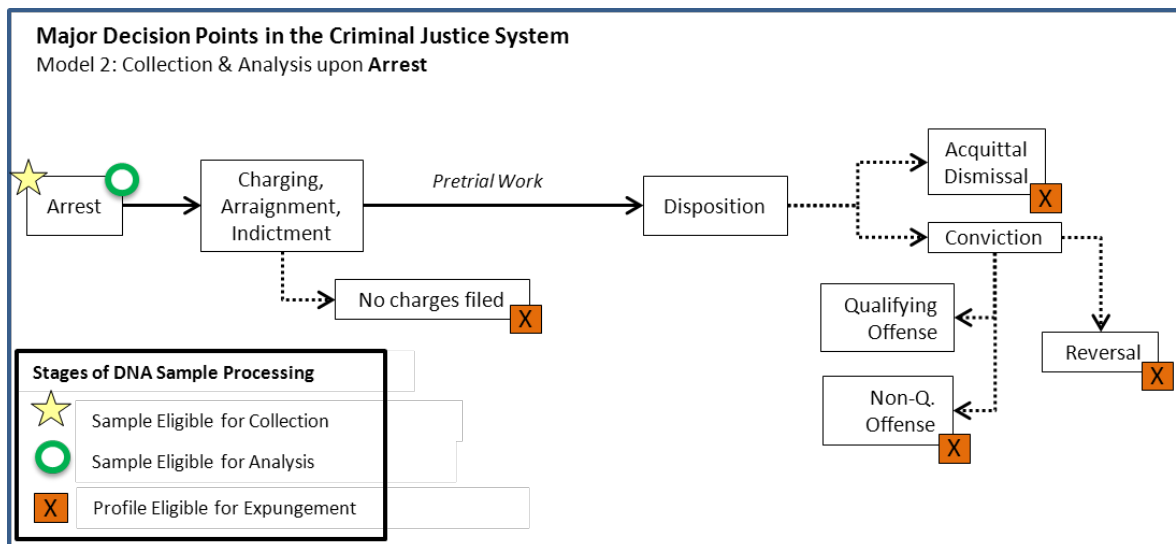 Major Decision Points in the Criminal Justice System
Model 2: Collection & Analysis upon Arrest
Arrest
Charging,
Arraignment,
Indictment
Pretrial Work
Disposition
Acquittal
Dismissal
X
Conviction
No charges filed
X
Qualifying
Offense
Reversal
X
Non-Q.
Offense
X
Stages of DNA Sample Processing
Sample Eligible for Collection
Sample Eligible for Analysis
X Profile Eligible for Expungement